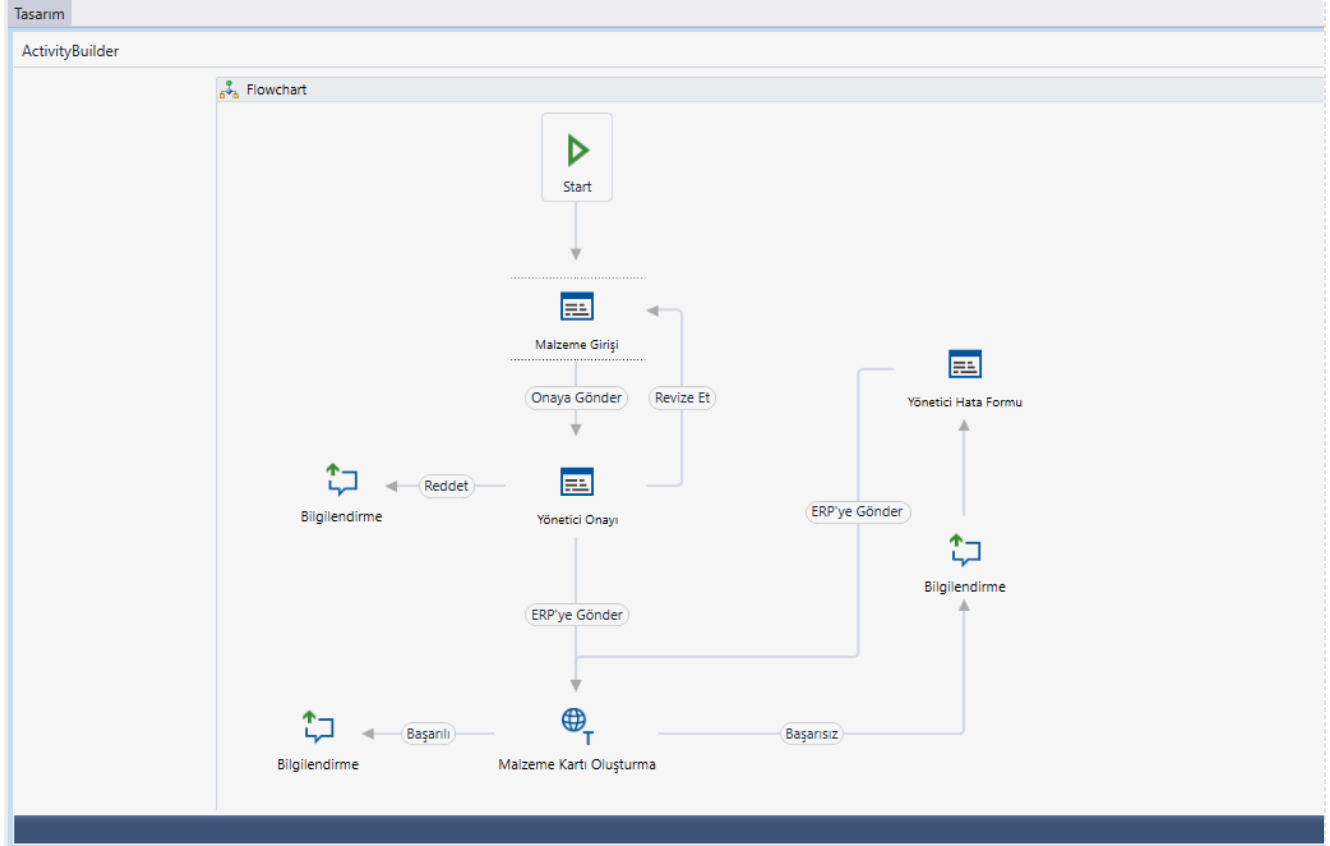 Tasarım
ActivityBuilder
Flowchart
Start
Malzeme Girişi
Onaya Gönder
Revize Et
Yönetici Hata Formu
Reddet
Bilgilendirme
Yönetici Onayı
ERP'ye Gönder
Bilgilendirme
ERP'ye Gönder
Başarılı
Başarısız
Bilgilendirme
Malzeme Kartı Oluşturma